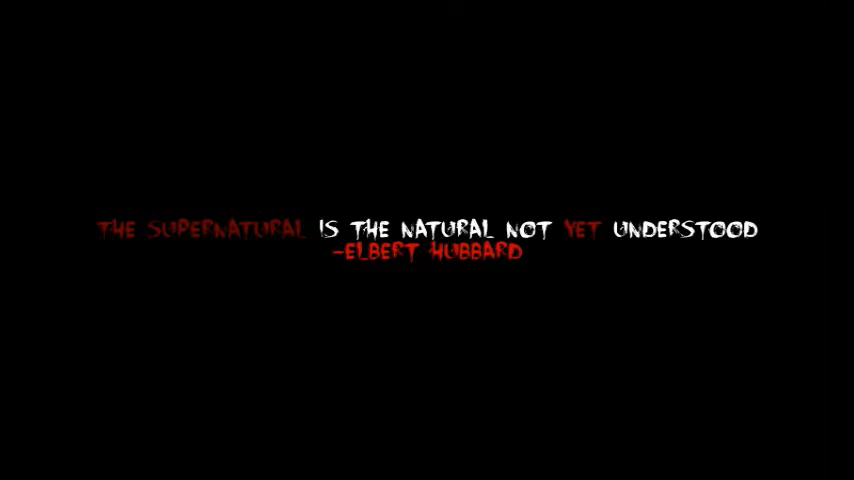 THE SUPERNATURAL IS THE NATURAL NOT YET UNDERSTOOD
-ELBERT HUBBARD